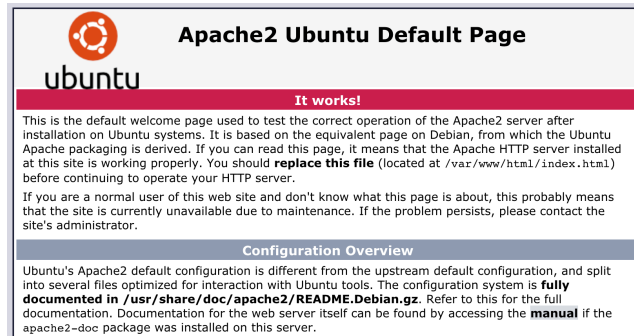 Apache2 Ubuntu Default Page
ubuntu
It works!
This is the default welcome page used to test the correct operation of the Apache2 server after
installation on Ubuntu systems. It is based on the equivalent page on Debian, from which the Ubuntu
Apache packaging is derived. If you can read this page, it means that the Apache HTTP server installed
at this site is working properly. You should replace this file (located at /var/www/html/index.html)
before continuing to operate your HTTP server.
If you are a normal user of this web site and don't know what this page is about, this probably means
that the site is currently unavailable due to maintenance. If the problem persists, please contact the
site's administrator.
Configuration Overview
Ubuntu's Apache2 default configuration is different from the upstream default configuration, and split
into several files optimized for interaction with Ubuntu tools. The configuration system is fully
documented in /usr/share/doc/apache2/README.Debian.gz. Refer to this for the full
documentation. Documentation for the web server itself can be found by accessing the manual if the
apache2-doc package was installed on this server.